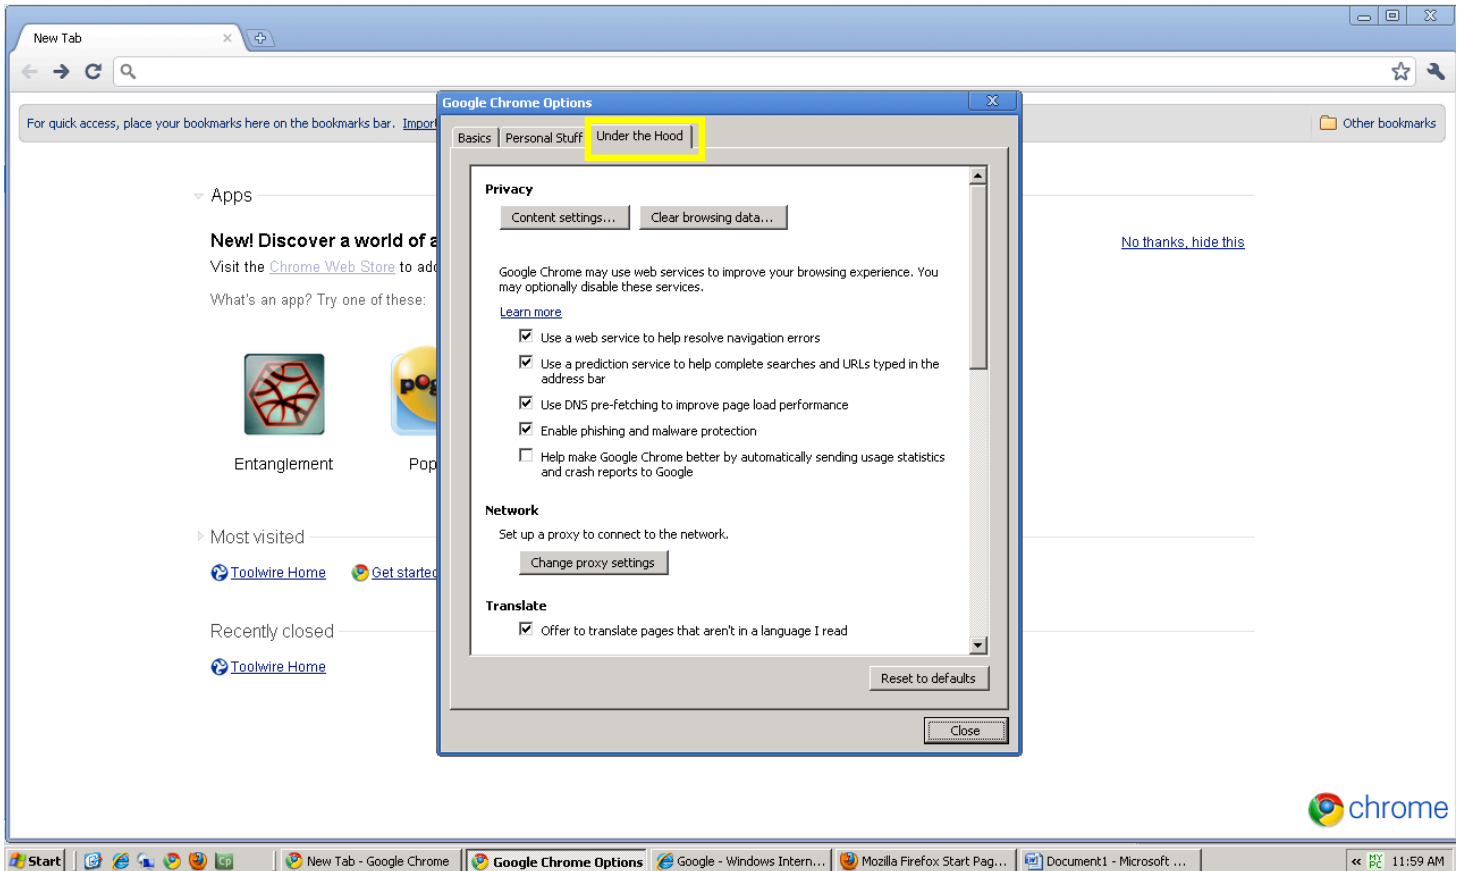 New Tab
For quick access, place your bookmarks here on the bookmarks bar. Import
Other bookmarks
Google Chrome Options
Basics
Personal Stuff
Under the Hood
Privacy
Content settings...
Clear browsing data...
Google Chrome may use web services to improve your browsing experience. You
may optionally disable these services.
Learn more
Use a web service to help resolve navigation errors
Use a prediction service to help complete searches and URLs typed in the
address bar
Use DNS pre-fetching to improve page load performance
Enable phishing and malware protection
Help make Google Chrome better by automatically sending usage statistics
and crash reports to Google
Network
Set up a proxy to connect to the network.
Change proxy settings
Translate
Offer to translate pages that aren't in a language I read
Reset to defaults
Close
Apps
New! Discover a world of a
Visit the Chrome Web Store to add
What's an app? Try one of these:
No thanks, hide this
Entanglement
Pop
Most visited
Toolwire Home
Get started
Recently closed
Toolwire Home
chrome
Start
Cp
New Tab - Google Chrome
Google Chrome Options
Google - Windows Intern...
Mozilla Firefox Start Pag...
Document1 - Microsoft ...
MY
PC
11:59 AM